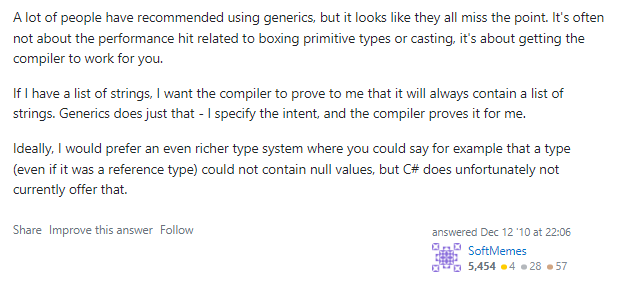 A lot of people have recommended using generics, but it looks like they all miss the point. It's often
not about the performance hit related to boxing primitive types or casting, it's about getting the
compiler to work for you.
If I have a list of strings, I want the compiler to prove to me that it will always contain a list of
strings. Generics does just that - I specify the intent, and the compiler proves it for me.
Ideally, I would prefer an even richer type system where you could say for example that a type
(even if it was a reference type) could not contain null values, but C# does unfortunately not
currently offer that.
Share Improve this answer Follow
answered Dec 12 '10 at 22:06
SoftMemes
5,454 4 28 57